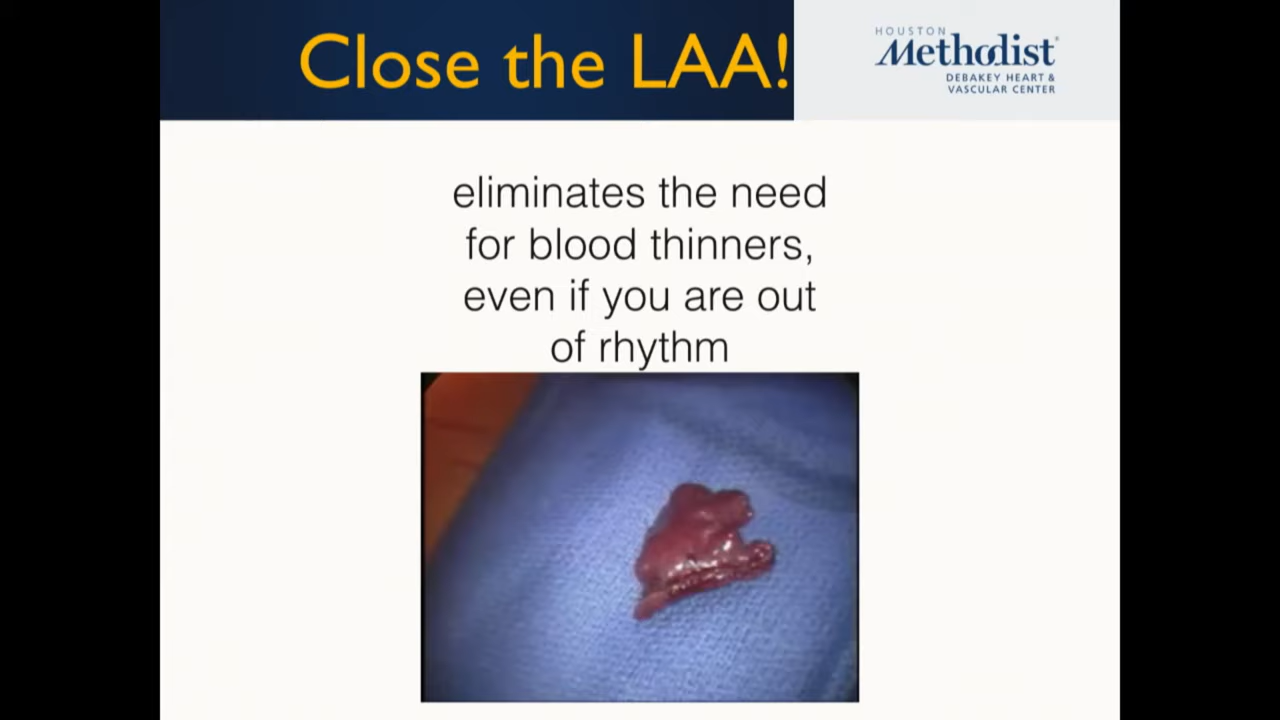 Close the LAA!
HOUSTON
Methodist
DEBAKEY HEART &
VASCULAR CENTER
eliminates the need
for blood thinners,
even if you are out
of rhythm